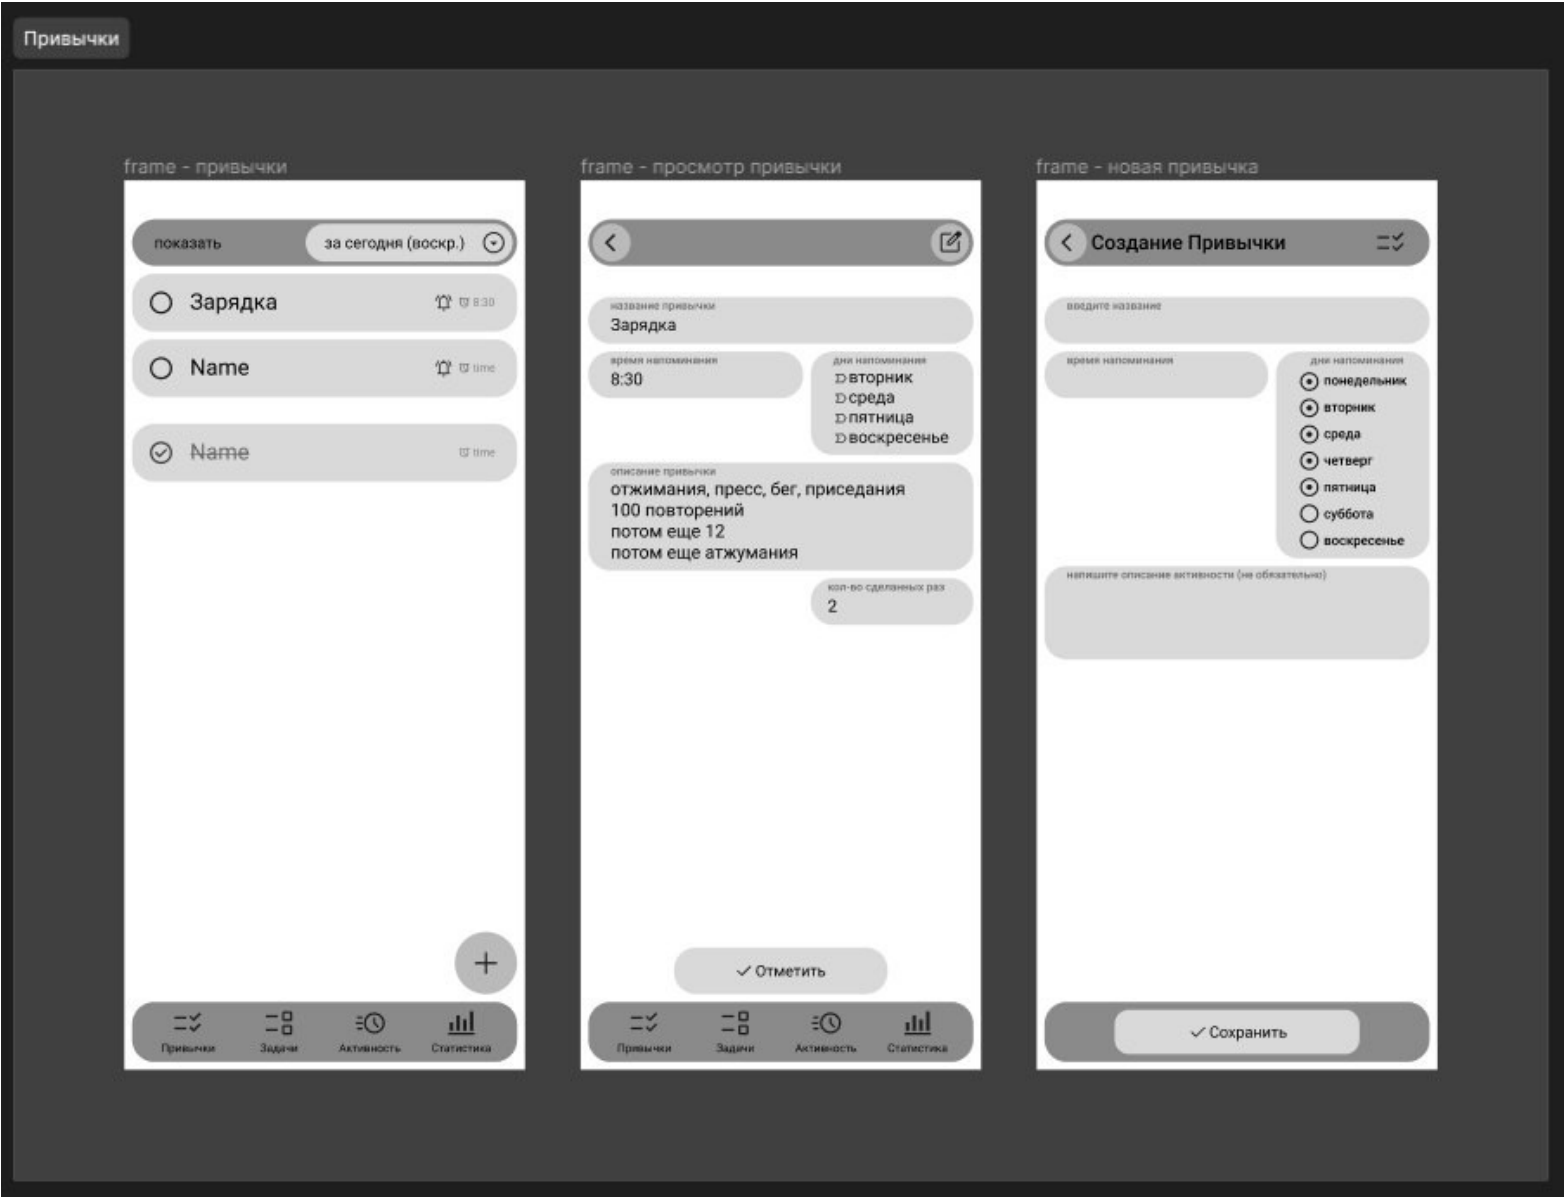 Привычки
frame - привычки
показать
за сегодня (воскр.)
Зарядка
8:30
Name
time
Name
time
Привычки
Задачи
Активность
Статистика
frame - просмотр привычки
название привычки
Зарядка
время напоминания
8:30
дни напоминания
вторник
среда
пятница
воскресенье
описание привычки
отжимания, пресс, бег, приседания
100 повторений
потом еще 12
потом еще атжумания
кол-во сделанных раз
2
Отметить
Привычки
Задачи
Активность
Статистика
frame - новая привычка
Создание Привычки
введите название
время напоминания
дни напоминания
понедельник
вторник
среда
четверг
пятница
суббота
воскресенье
напишите описание активности (не обязательно)
Сохранить